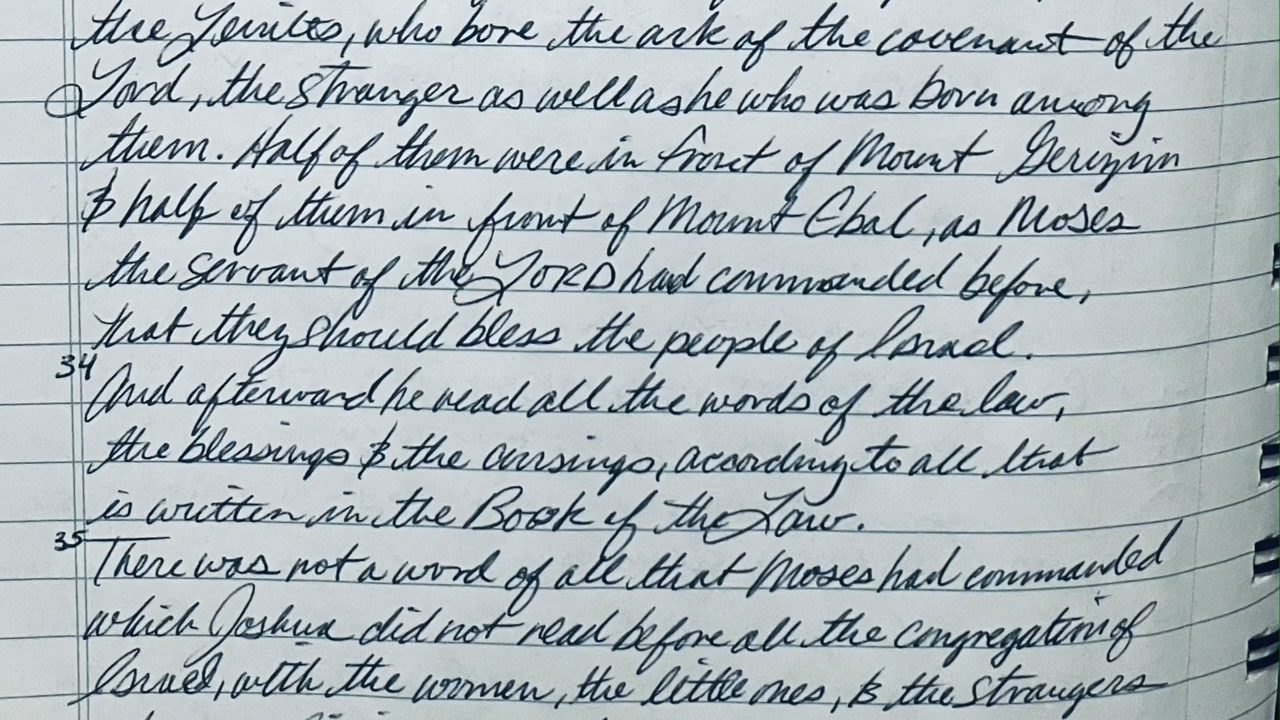 the Levites, who bore the ark of the covenant of the
Lord, the stranger as well as he who was born among
them. Half of them were in front of Mount Gerizim
& half of them in front of Mount Ebal, as Moses
the servant of the LORD had commanded before,
that they should bless the people of Israel.
34
And afterward he read all the words of the law,
the blessings & the cursings, according to all that
is written in the Book of the Law.
35
There was not a word of all that Moses had commanded
which Joshua did not read before all the congregation of
Israel, with the women, the little ones, & the strangers